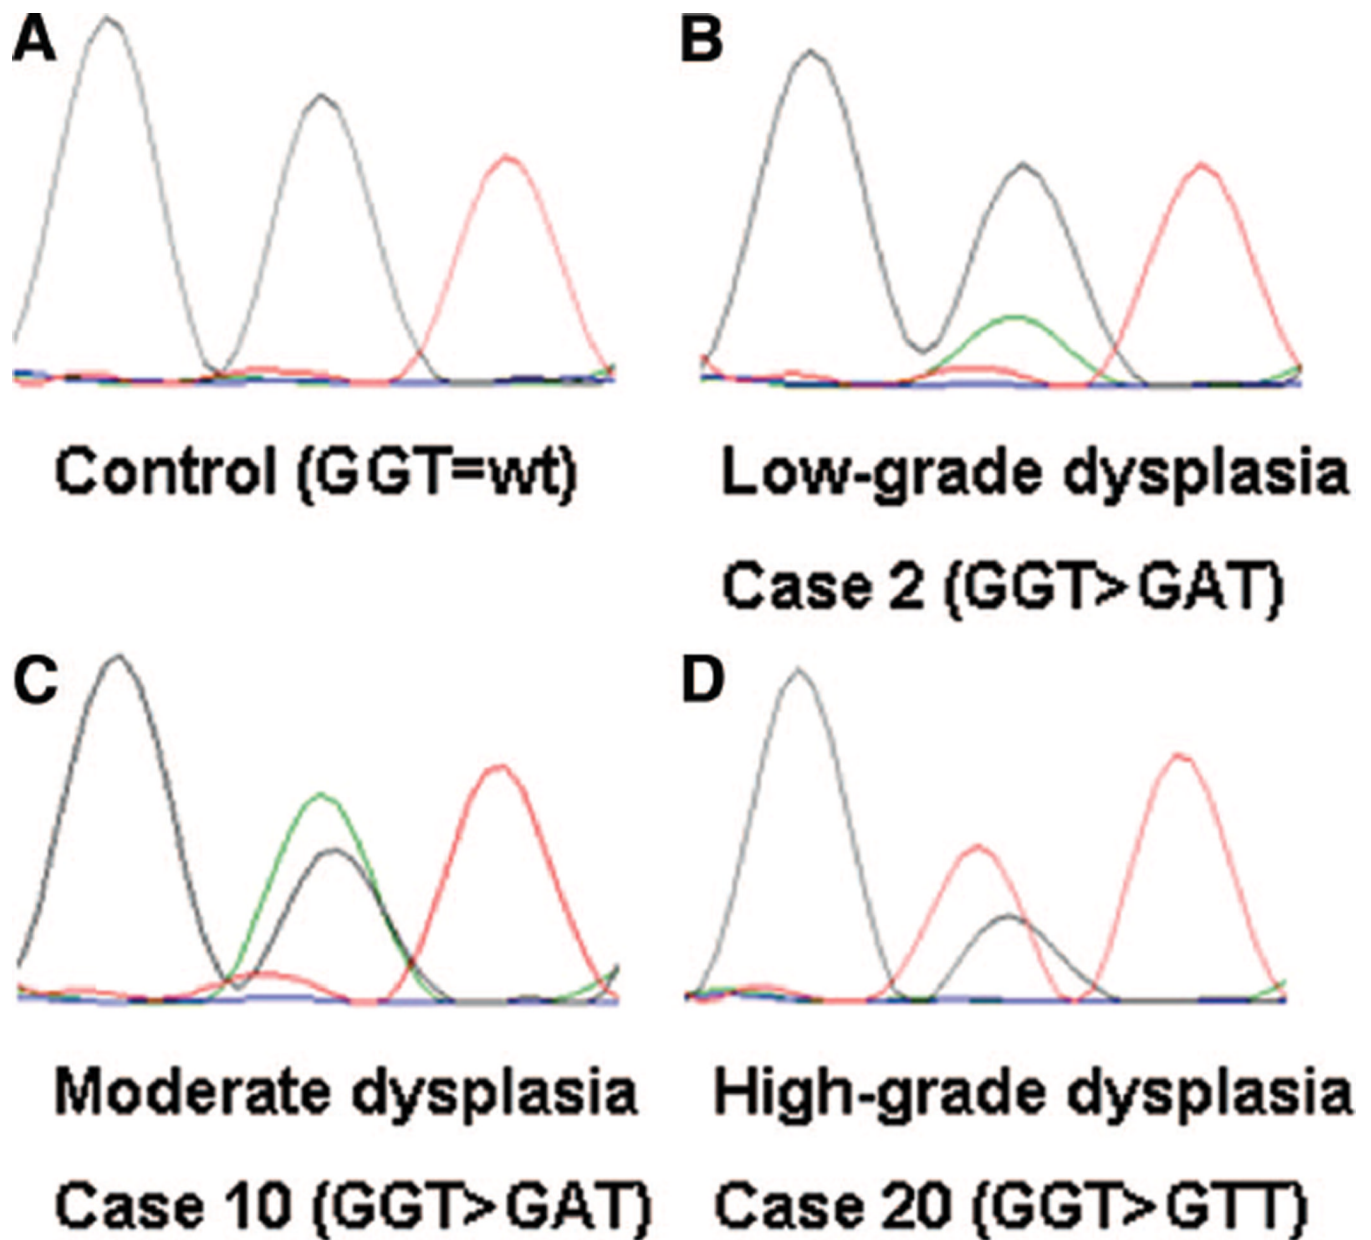 A
B
Control (GGT=wt)
Low-grade dysplasia
Case 2 (GGT>GAT)
C
D
Moderate dysplasia
Case 10 (GGT>GAT)
High-grade dysplasia
Case 20 (GGT>GTT)